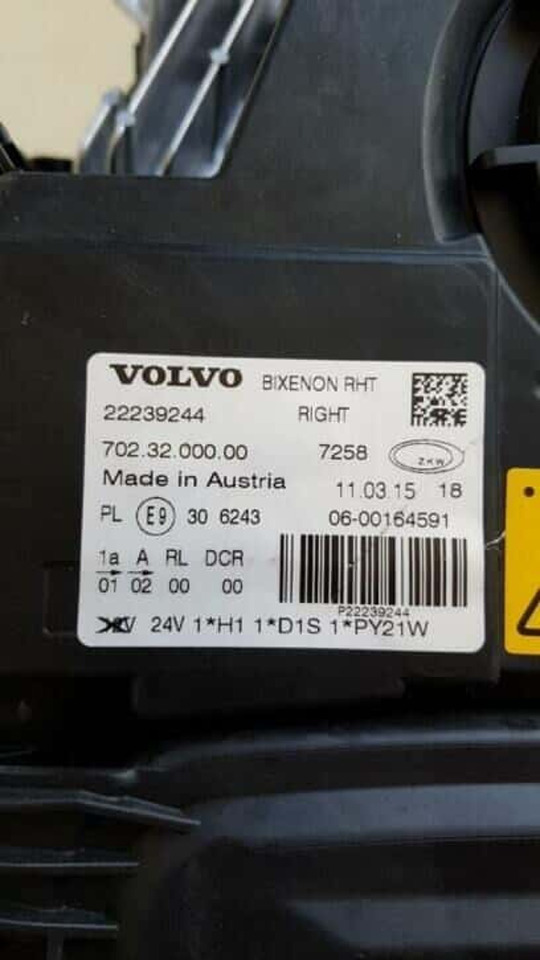 VOLVO BIXENON RHT
22239244 RIGHT
702.32.000.00 7258 ZKW
Made in Austria 11.03.15 18
PL E9 30 6243 06-00164591
1a A RL DCR
01 02 00 00
P22239244
24V 1*H1 1*D1S 1*PY21W